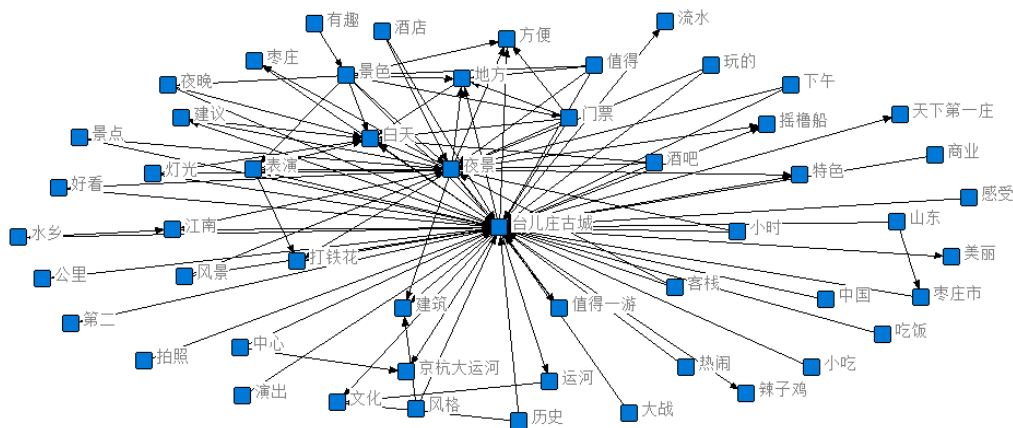 有趣
酒店
流水
方便
枣庄
景色
值得
玩的
地方
夜晚
下午
建议
门票
天下第一庄
摇橹船
景点
白天
商业
酒吧
灯光
表演
夜景
特色
好看
感受
水乡
江南
台儿庄古城
小时
山东
打铁花
美丽
公里
风景
客栈
中国
枣庄市
建筑
值得一游
第二
吃饭
拍照
中心
京杭大运河
热闹
小吃
运河
辣子鸡
演出
文化
风格
历史
大战